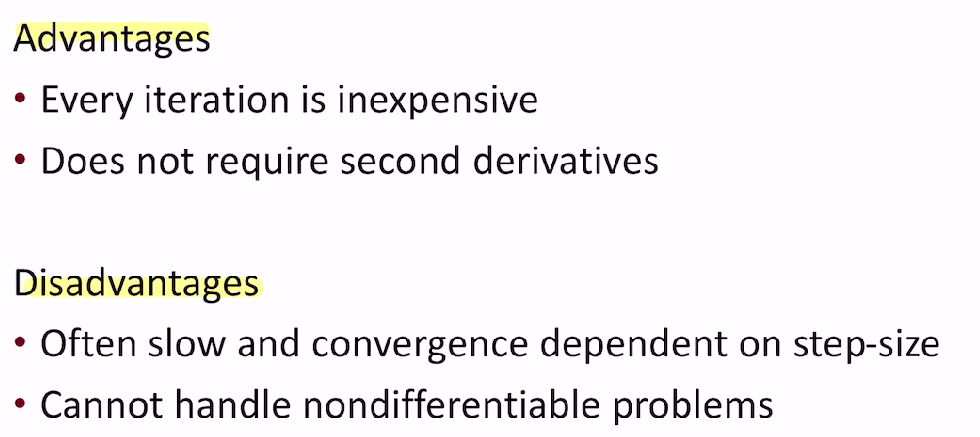 Advantages
• Every iteration is inexpensive
• Does not require second derivatives
Disadvantages
• Often slow and convergence dependent on step-size
• Cannot handle nondifferentiable problems